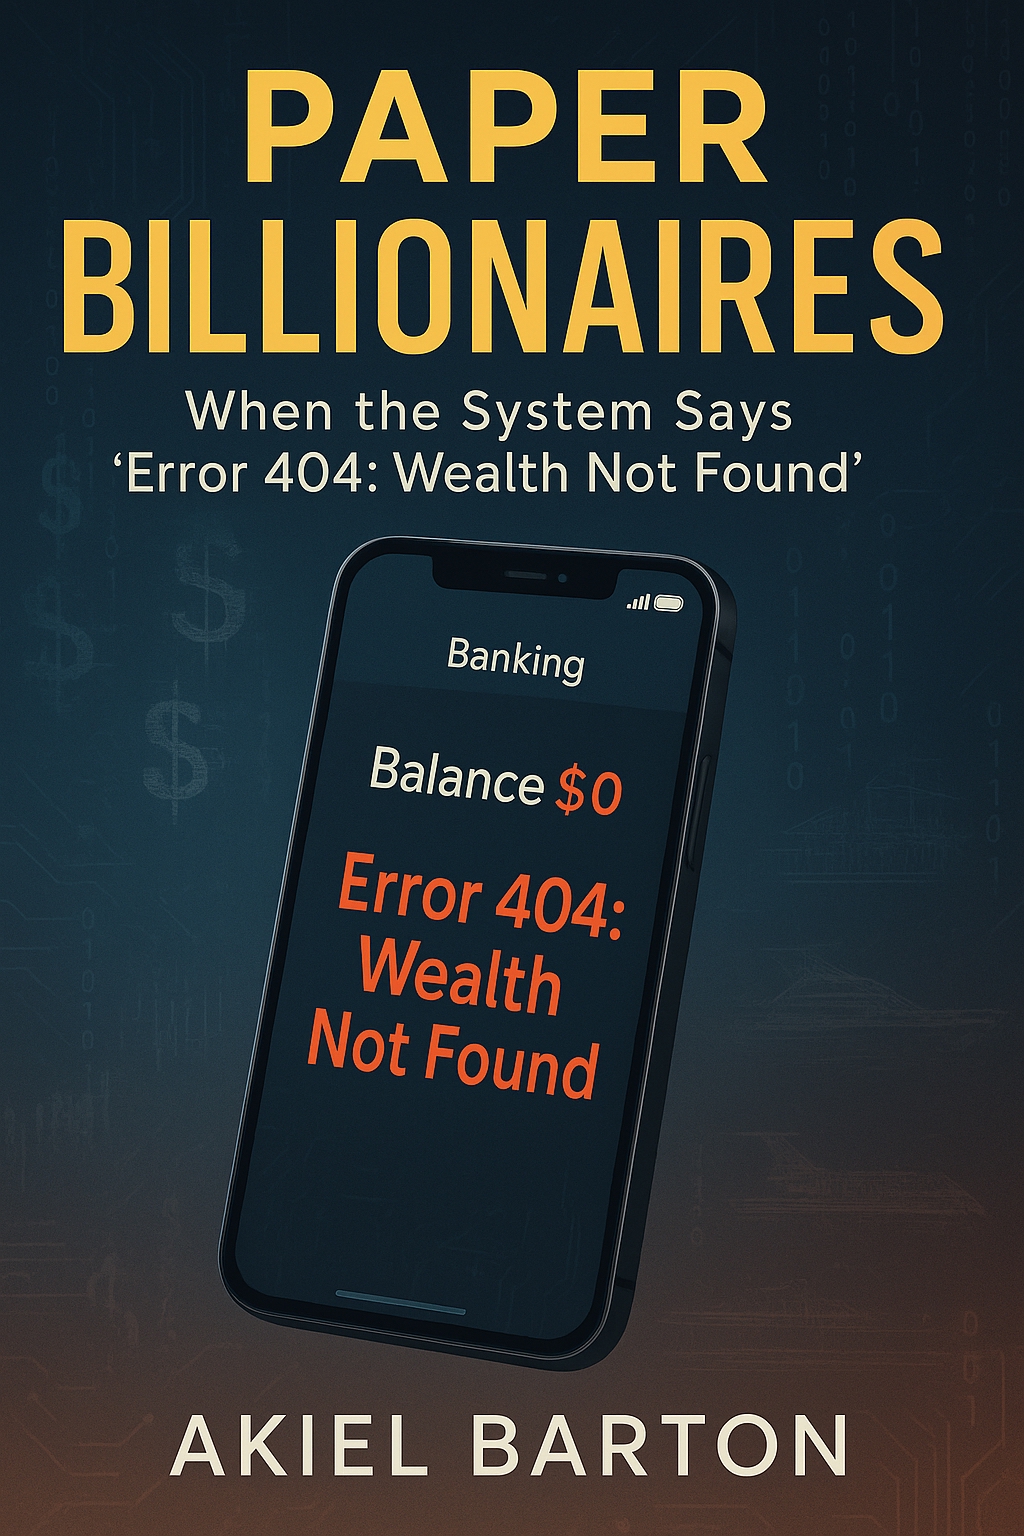 PAPER
BILLIONAIRES
When the System Says
‘Error 404: Wealth Not Found’
Banking
Balance $0
Error 404:
Wealth
Not Found
AKIEL BARTON